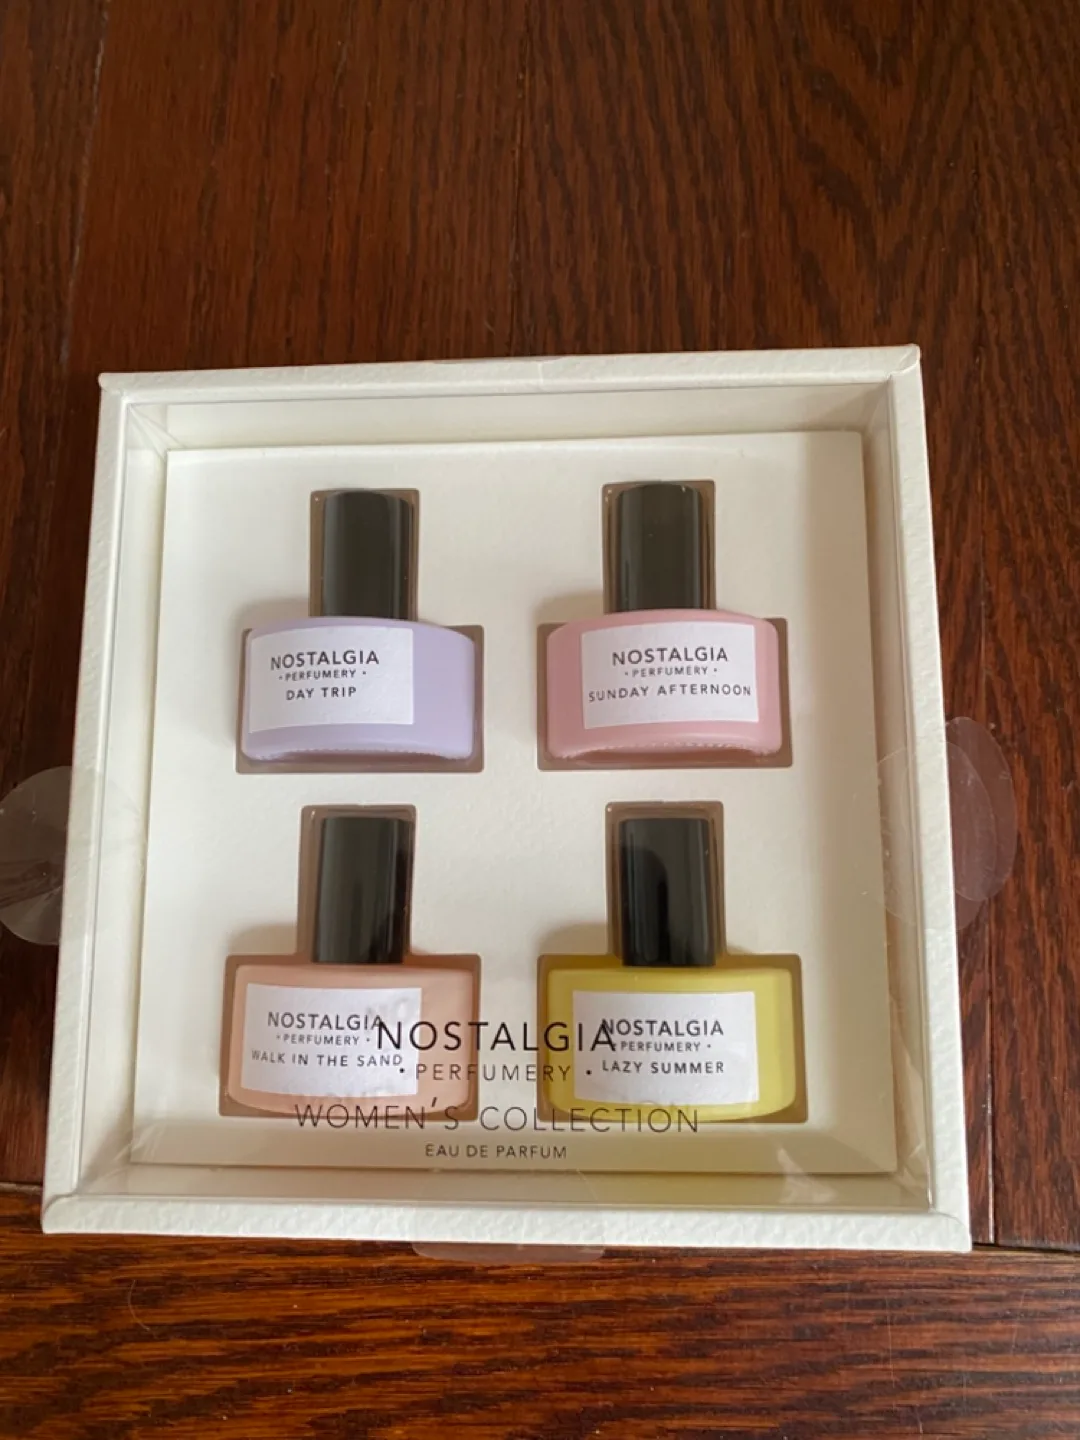 NOSTALGIA
• PERFUMERY •
DAY TRIP
NOSTALGIA
• PERFUMERY •
SUNDAY AFTERNOON
NOSTALGIA
• PERFUMERY •
WALK IN THE SAND
NOSTALGIA
• PERFUMERY •
LAZY SUMMER
NOSTALGIA
• PERFUMERY •
WOMEN'S COLLECTION
EAU DE PARFUM